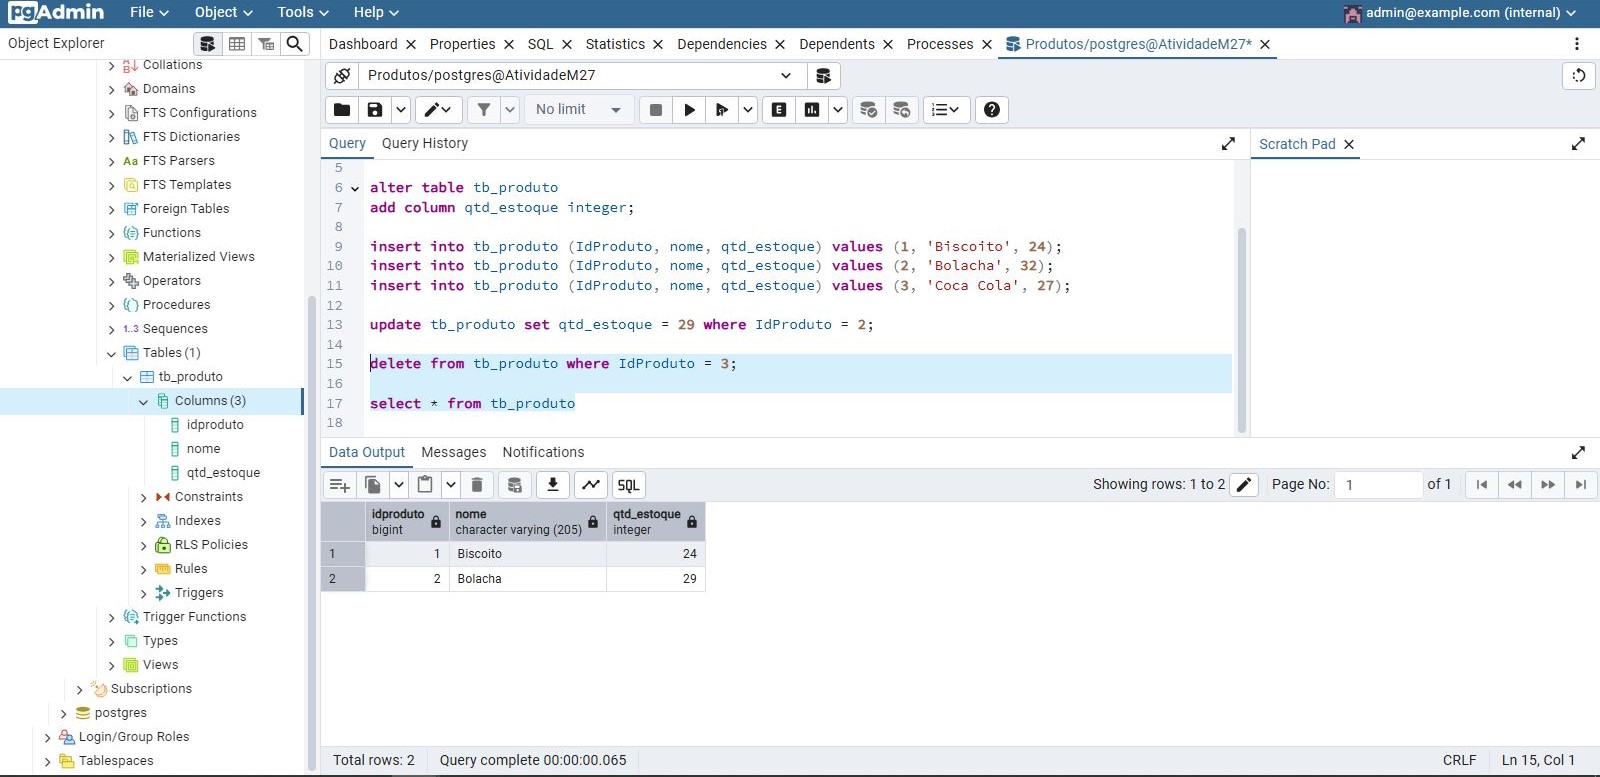 pgAdmin File Object Tools Help admin@example.com (internal)
Object Explorer
Dashboard Properties SQL Statistics Dependencies Dependents Processes Produtos/postgres@AtividadeM27*
Collations
Domains
FTS Configurations
FTS Dictionaries
Aa FTS Parsers
FTS Templates
Foreign Tables
Functions
Materialized Views
Operators
Procedures
1..3 Sequences
Tables (1)
tb_produto
Columns (3)
idproduto
nome
qtd_estoque
Constraints
Indexes
RLS Policies
Rules
Triggers
Trigger Functions
Types
Views
Subscriptions
postgres
Login/Group Roles
Tablespaces
Produtos/postgres@AtividadeM27
No limit E
Query Query History
Scratch Pad
5
6 alter table tb_produto
7 add column qtd_estoque integer;
8
9 insert into tb_produto (IdProduto, nome, qtd_estoque) values (1, 'Biscoito', 24);
10 insert into tb_produto (IdProduto, nome, qtd_estoque) values (2, 'Bolacha', 32);
11 insert into tb_produto (IdProduto, nome, qtd_estoque) values (3, 'Coca Cola', 27);
12
13 update tb_produto set qtd_estoque = 29 where IdProduto = 2;
14
15 delete from tb_produto where IdProduto = 3;
16
17 select * from tb_produto
18
Data Output Messages Notifications
SQL Showing rows: 1 to 2 Page No: 1 of 1
idproduto nome qtd_estoque
bigint character varying (205) integer
1 1 Biscoito 24
2 2 Bolacha 29
Total rows: 2 Query complete 00:00:00.065 CRLF Ln 15, Col 1